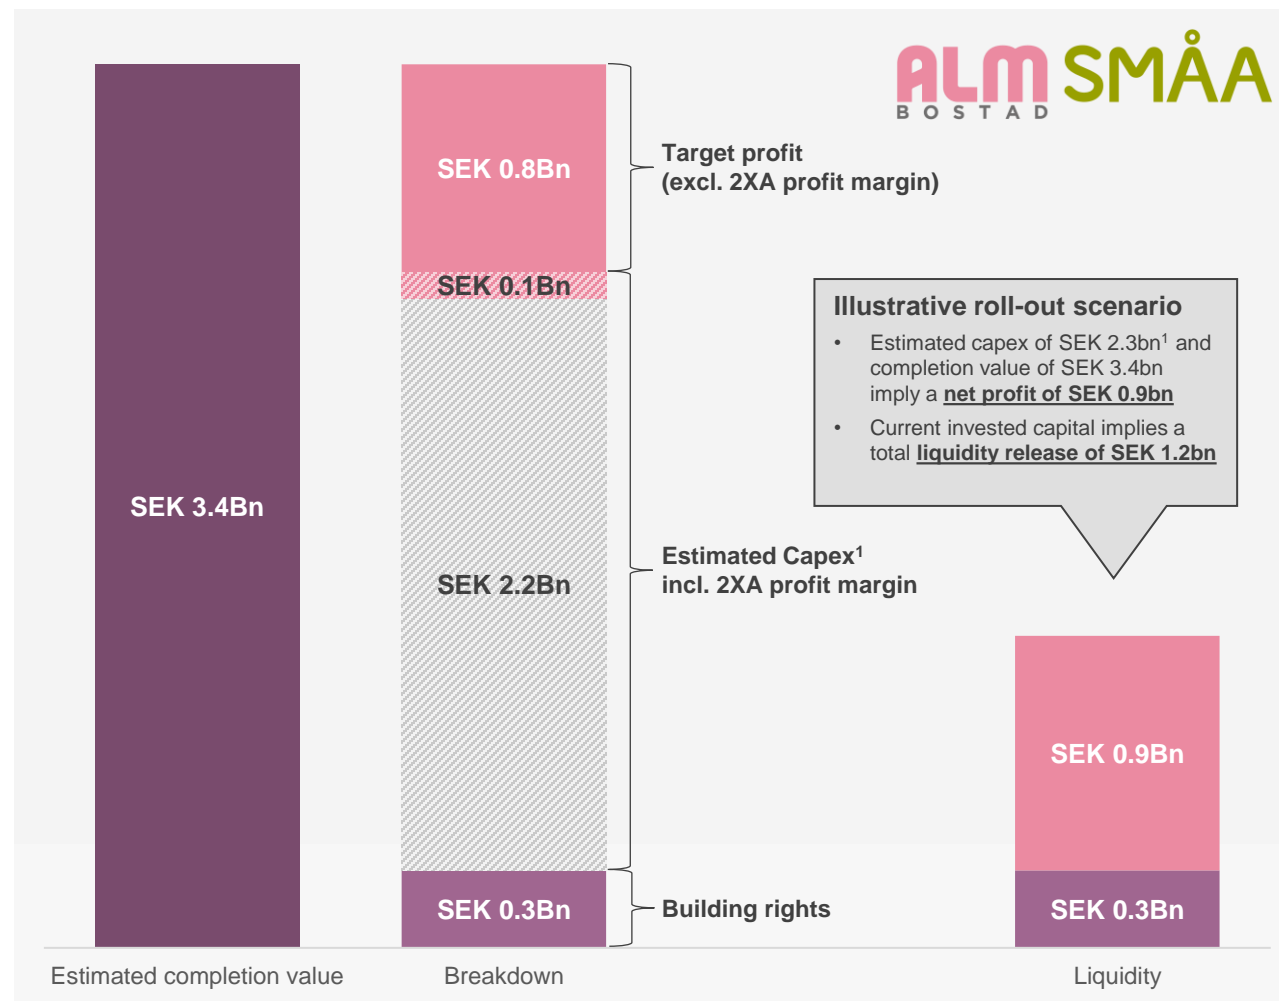 ALM SMÅA
BOSTAD
SEK 0.8Bn
Target profit
(excl. 2XA profit margin)
SEK 0.1Bn
Illustrative roll-out scenario
• Estimated capex of SEK 2.3bn¹ and
completion value of SEK 3.4bn
imply a net profit of SEK 0.9bn
• Current invested capital implies a
total liquidity release of SEK 1.2bn
SEK 3.4Bn
Estimated Capex¹
incl. 2XA profit margin
SEK 2.2Bn
SEK 0.9Bn
SEK 0.3Bn
Building rights
SEK 0.3Bn
Estimated completion value
Breakdown
Liquidity